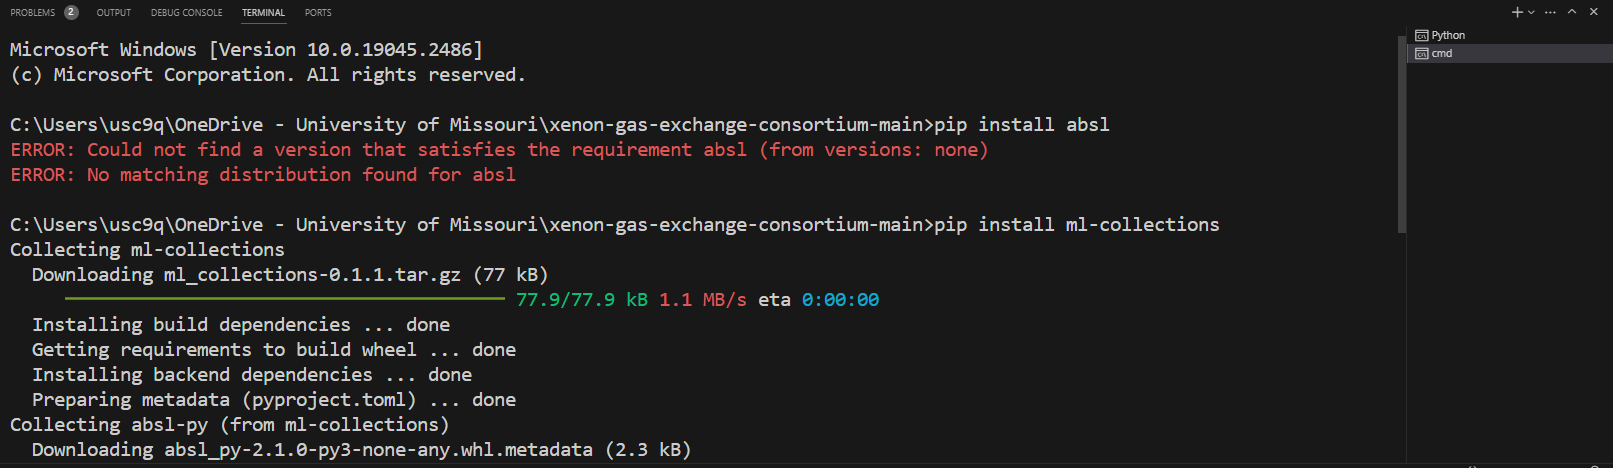 PROBLEMS 2 OUTPUT DEBUG CONSOLE TERMINAL PORTS
Python
cmd
Microsoft Windows [Version 10.0.19045.2486]
(c) Microsoft Corporation. All rights reserved.
C:\Users\usc9q\OneDrive - University of Missouri\xenon-gas-exchange-consortium-main>pip install absl
ERROR: Could not find a version that satisfies the requirement absl (from versions: none)
ERROR: No matching distribution found for absl
C:\Users\usc9q\OneDrive - University of Missouri\xenon-gas-exchange-consortium-main>pip install ml-collections
Collecting ml-collections
Downloading ml_collections-0.1.1.tar.gz (77 kB)
77.9/77.9 kB 1.1 MB/s eta 0:00:00
Installing build dependencies ... done
Getting requirements to build wheel ... done
Installing backend dependencies ... done
Preparing metadata (pyproject.toml) ... done
Collecting absl-py (from ml-collections)
Downloading absl_py-2.1.0-py3-none-any.whl.metadata (2.3 kB)